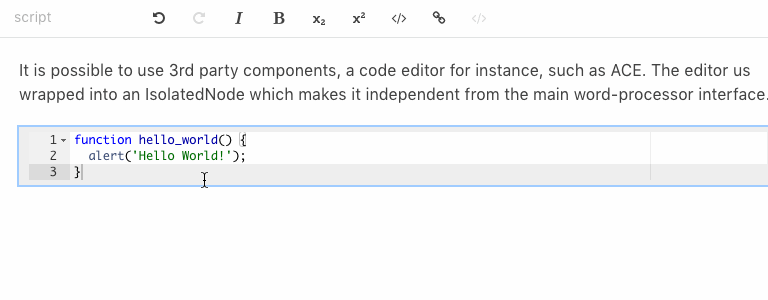 script I B x₂ x² </> </>
It is possible to use 3rd party components, a code editor for instance, such as ACE. The editor us
wrapped into an IsolatedNode which makes it independent from the main word-processor interface.
1 function hello_world() {
2 alert('Hello World!');
3 }